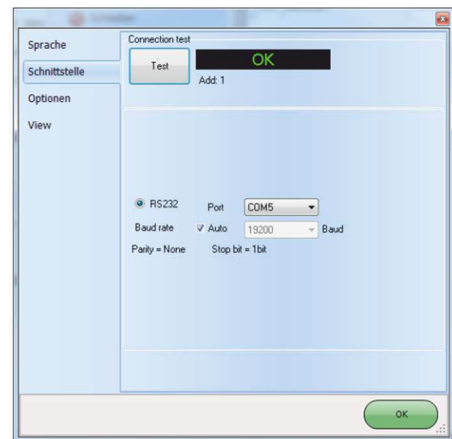 Sprache
Schnittstelle
Optionen
View
Connection test
Test
OK
Add: 1
RS232 Port COM5
Baud rate Auto 19200 Baud
Parity = None Stop bit = 1bit
OK